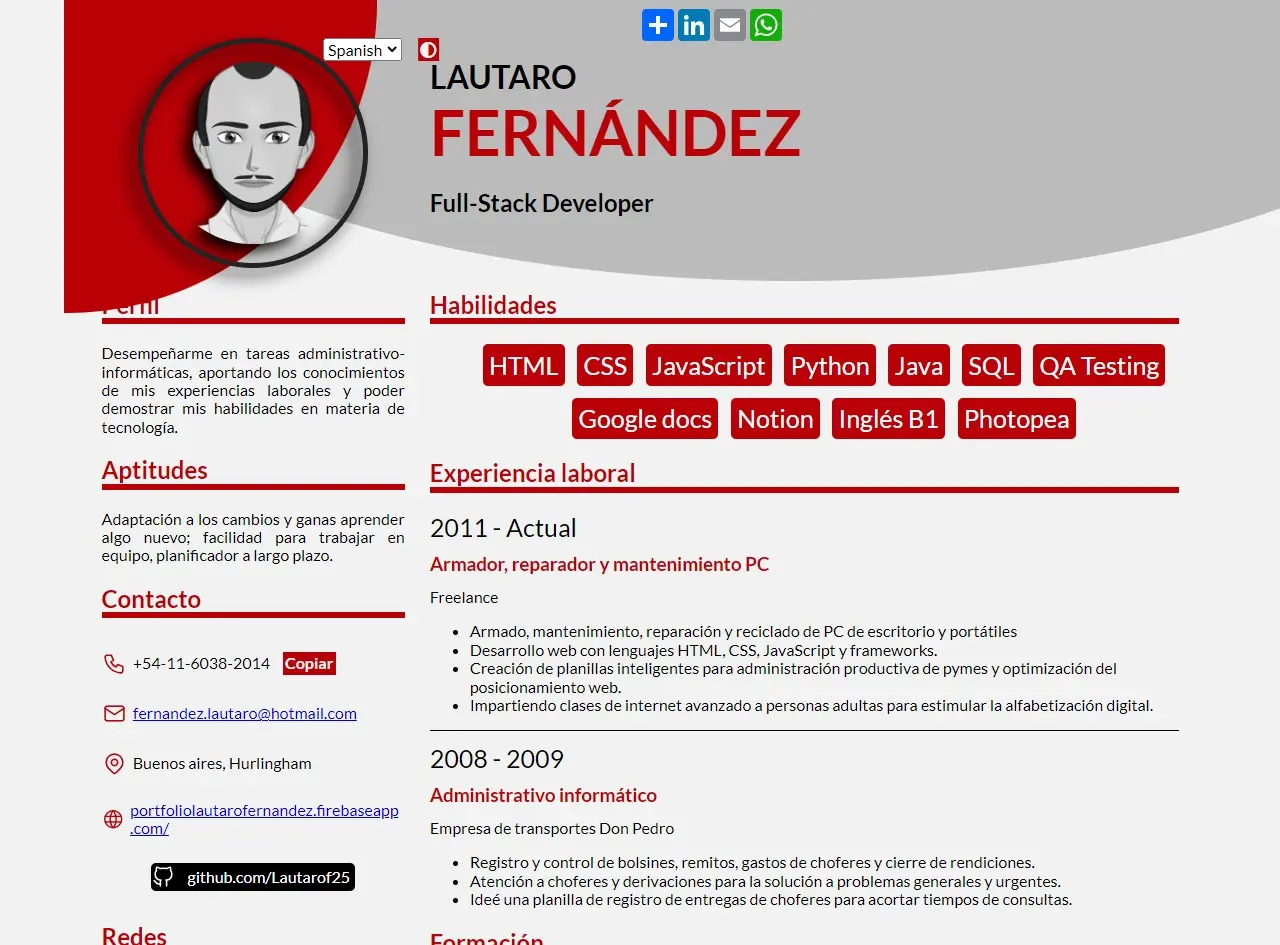 Spanish
LAUTARO
FERNÁNDEZ
Full-Stack Developer
Perfil
Desempeñarme en tareas administrativo-
informáticas, aportando los conocimientos
de mis experiencias laborales y poder
demostrar mis habilidades en materia de
tecnología.
Aptitudes
Adaptación a los cambios y ganas aprender
algo nuevo; facilidad para trabajar en
equipo, planificador a largo plazo.
Contacto
+54-11-6038-2014 Copiar
fernandez.lautaro@hotmail.com
Buenos aires, Hurlingham
portfoliolautarofernandez.firebaseapp
.com/
github.com/Lautarof25
Redes
Habilidades
HTML CSS JavaScript Python Java SQL QA Testing
Google docs Notion Inglés B1 Photopea
Experiencia laboral
2011 - Actual
Armador, reparador y mantenimiento PC
Freelance
• Armado, mantenimiento, reparación y reciclado de PC de escritorio y portátiles
• Desarrollo web con lenguajes HTML, CSS, JavaScript y frameworks.
• Creación de planillas inteligentes para administración productiva de pymes y optimización del
posicionamiento web.
• Impartiendo clases de internet avanzado a personas adultas para estimular la alfabetización digital.
2008 - 2009
Administrativo informático
Empresa de transportes Don Pedro
• Registro y control de bolsines, remitos, gastos de choferes y cierre de rendiciones.
• Atención a choferes y derivaciones para la solución a problemas generales y urgentes.
• Ideé una planilla de registro de entregas de choferes para acortar tiempos de consultas.
Formación